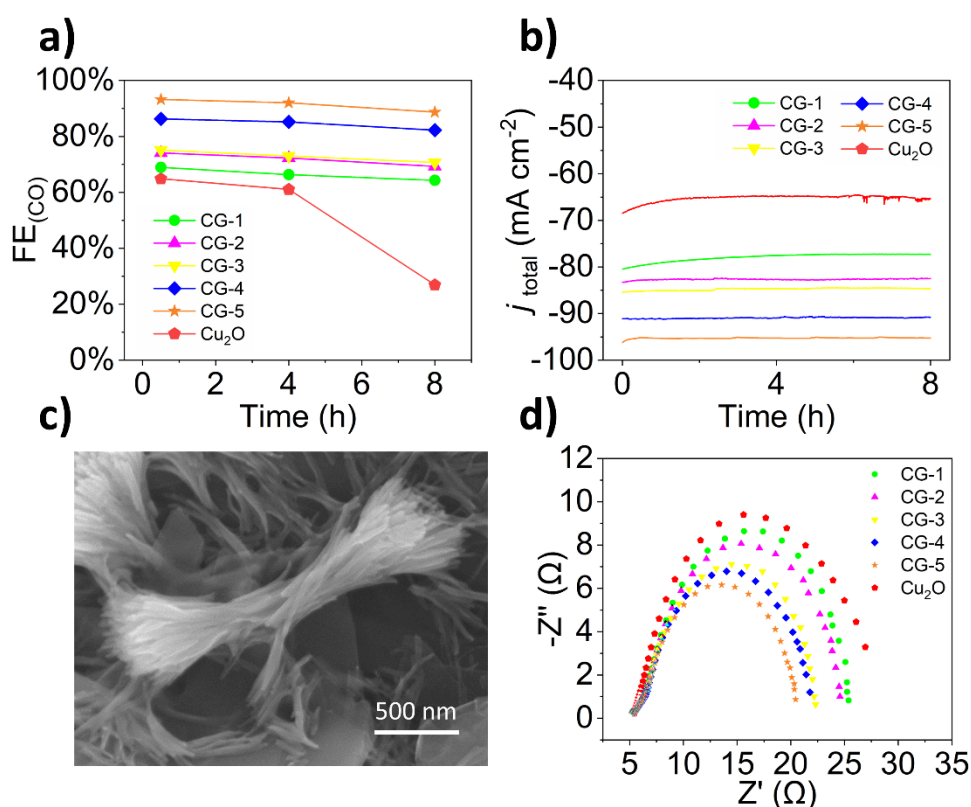 a)
FE(CO)
100%
80%
60%
40%
20%
0%
CG-1
CG-2
CG-3
CG-4
CG-5
Cu₂O
0 2 4 6 8
Time (h)
b)
j total (mA cm⁻²)
-40
-50
-60
-70
-80
-90
-100
CG-1 CG-4
CG-2 CG-5
CG-3 Cu₂O
0 4 8
Time (h)
c)
500 nm
d)
-Z" (Ω)
12
10
8
6
4
2
0
CG-1
CG-2
CG-3
CG-4
CG-5
Cu₂O
5 10 15 20 25 30 35
Z' (Ω)